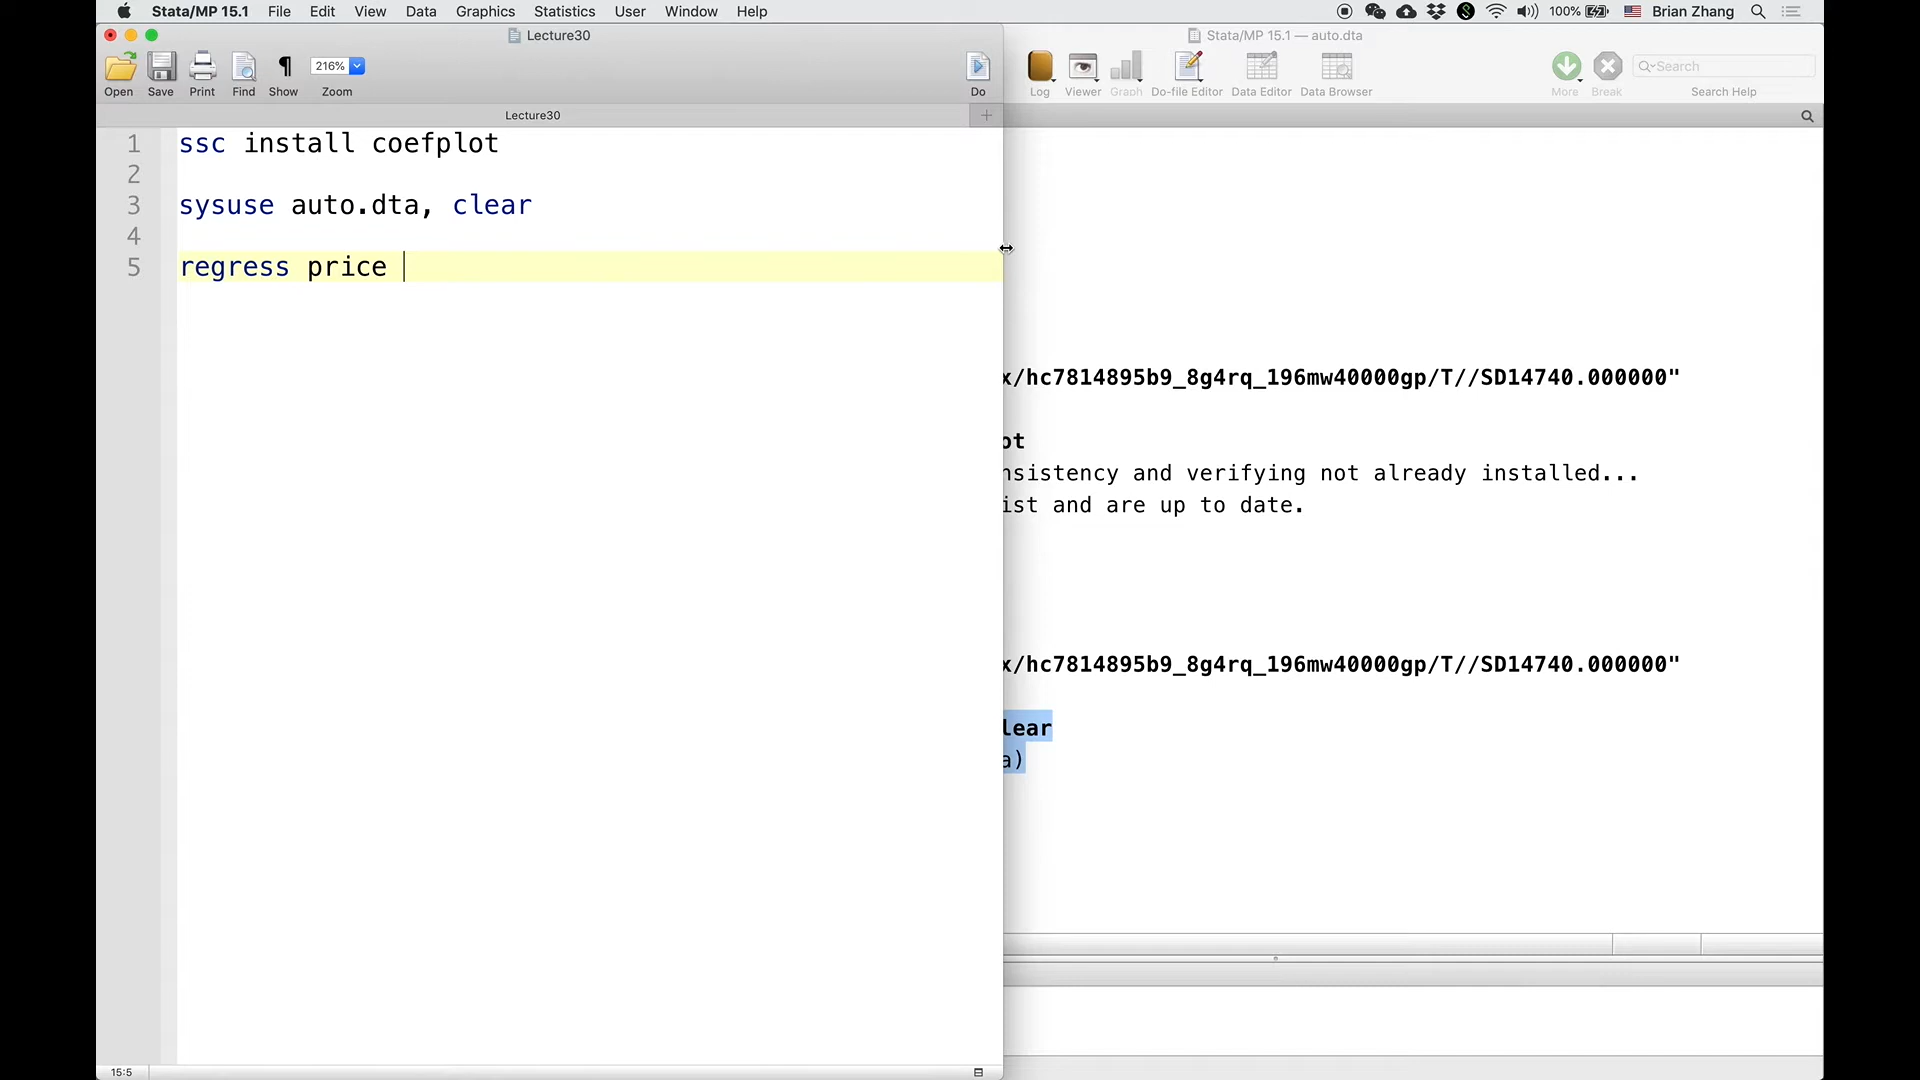 Stata/MP 15.1 File Edit View Data Graphics Statistics User Window Help 100% Brian Zhang
Lecture30
216%
Open Save Print Find Show Zoom Do
Lecture30
1 ssc install coefplot
2
3 sysuse auto.dta, clear
4
5 regress price
15:5
Stata/MP 15.1 — auto.dta
Search
Log Viewer Graph Do-file Editor Data Editor Data Browser More Break Search Help
x/hc7814895b9_8g4rq_196mw40000gp/T//SD14740.000000"
ot
nsistency and verifying not already installed...
ist and are up to date.
x/hc7814895b9_8g4rq_196mw40000gp/T//SD14740.000000"
lear
a)